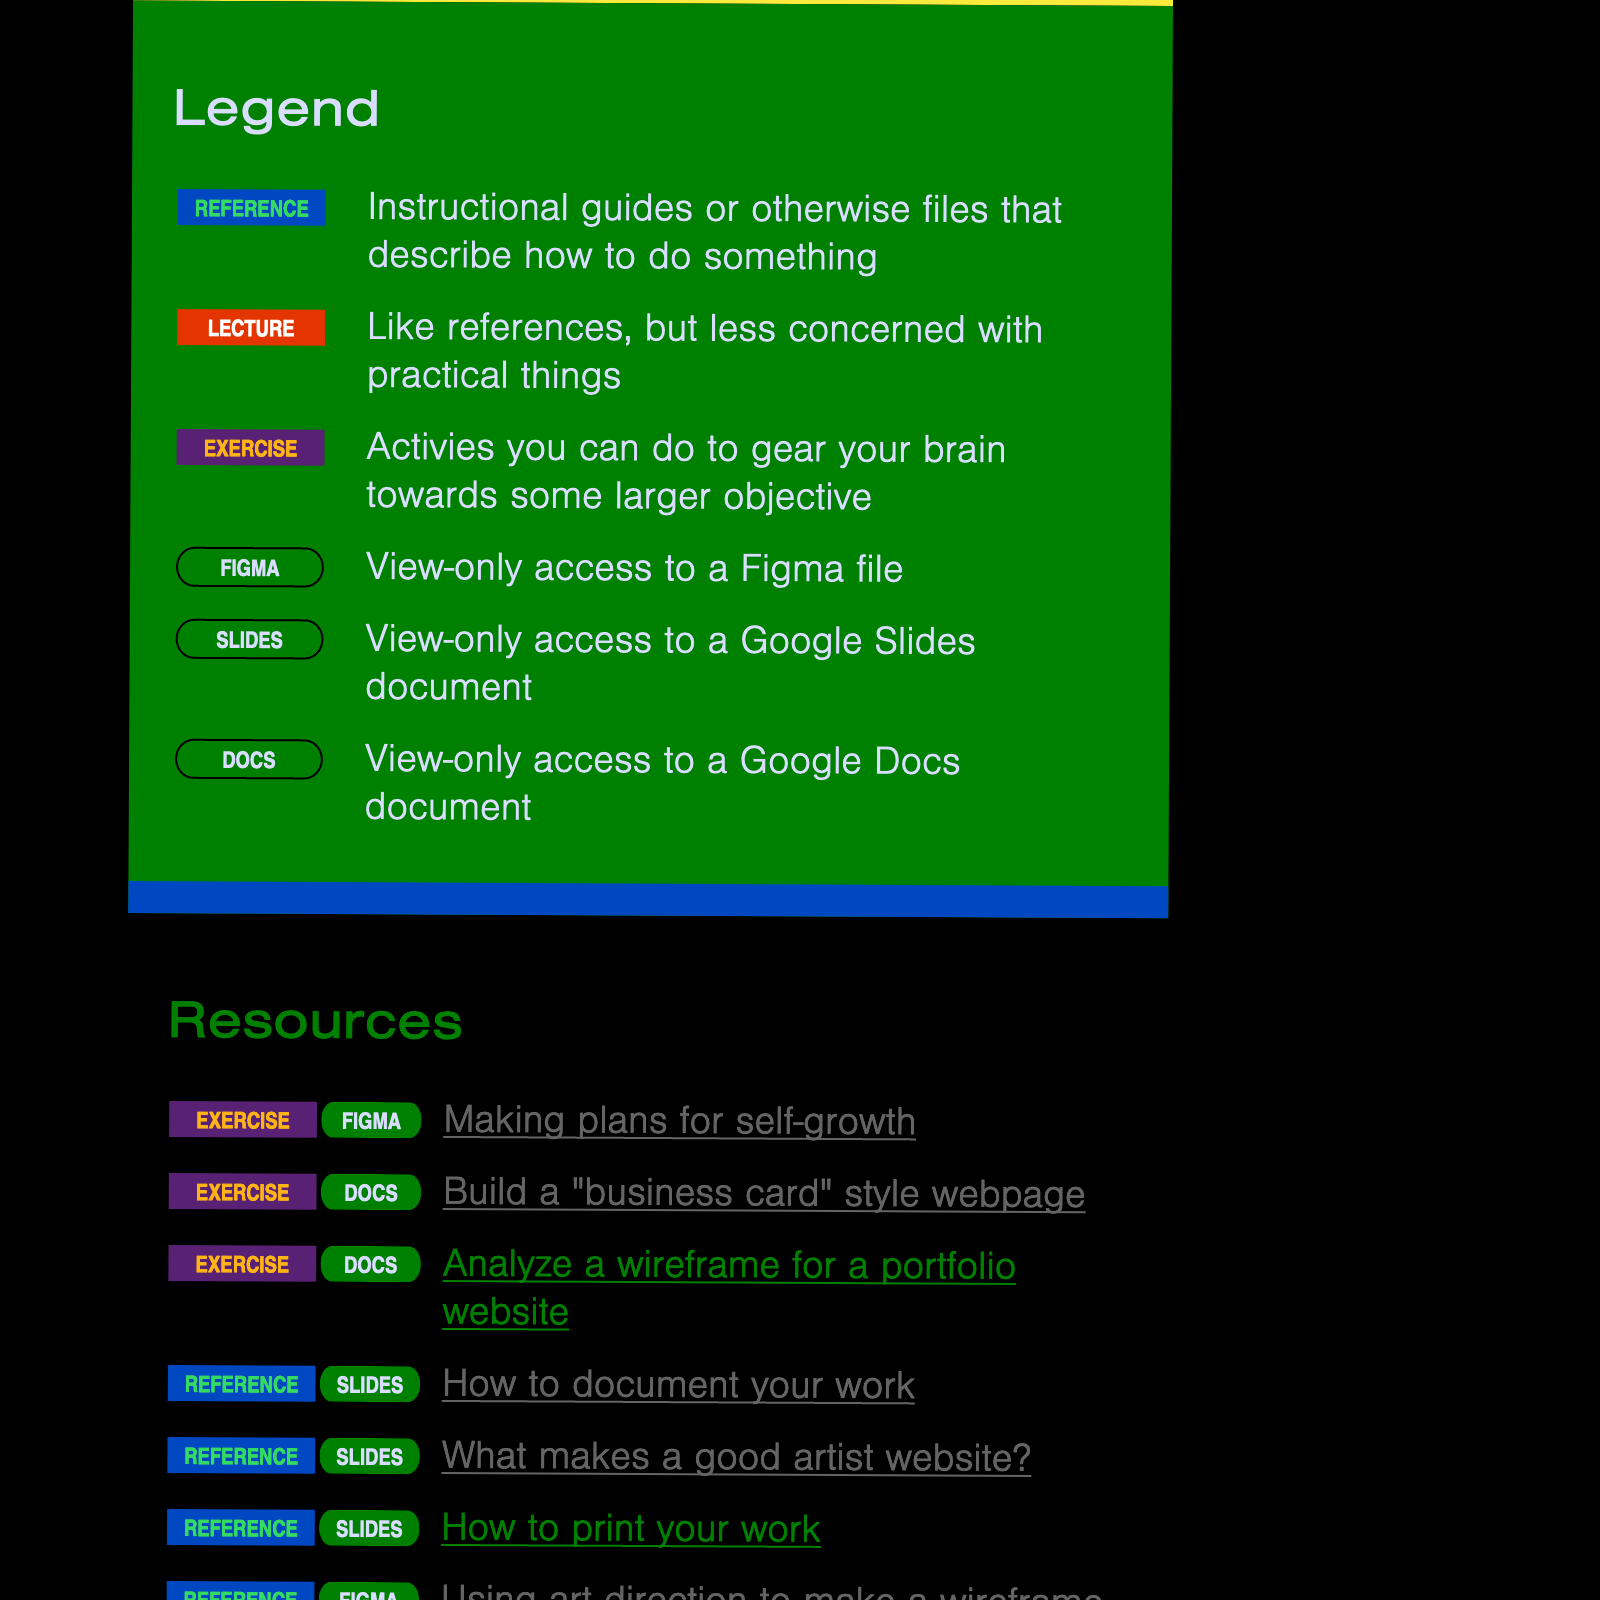 Legend
REFERENCE Instructional guides or otherwise files that
describe how to do something
LECTURE Like references, but less concerned with
practical things
EXERCISE Activies you can do to gear your brain
towards some larger objective
FIGMA View-only access to a Figma file
SLIDES View-only access to a Google Slides
document
DOCS View-only access to a Google Docs
document
Resources
EXERCISE FIGMA Making plans for self-growth
EXERCISE DOCS Build a "business card" style webpage
EXERCISE DOCS Analyze a wireframe for a portfolio
website
REFERENCE SLIDES How to document your work
REFERENCE SLIDES What makes a good artist website?
REFERENCE SLIDES How to print your work
REFERENCE FIGMA Using art direction to make a wireframe